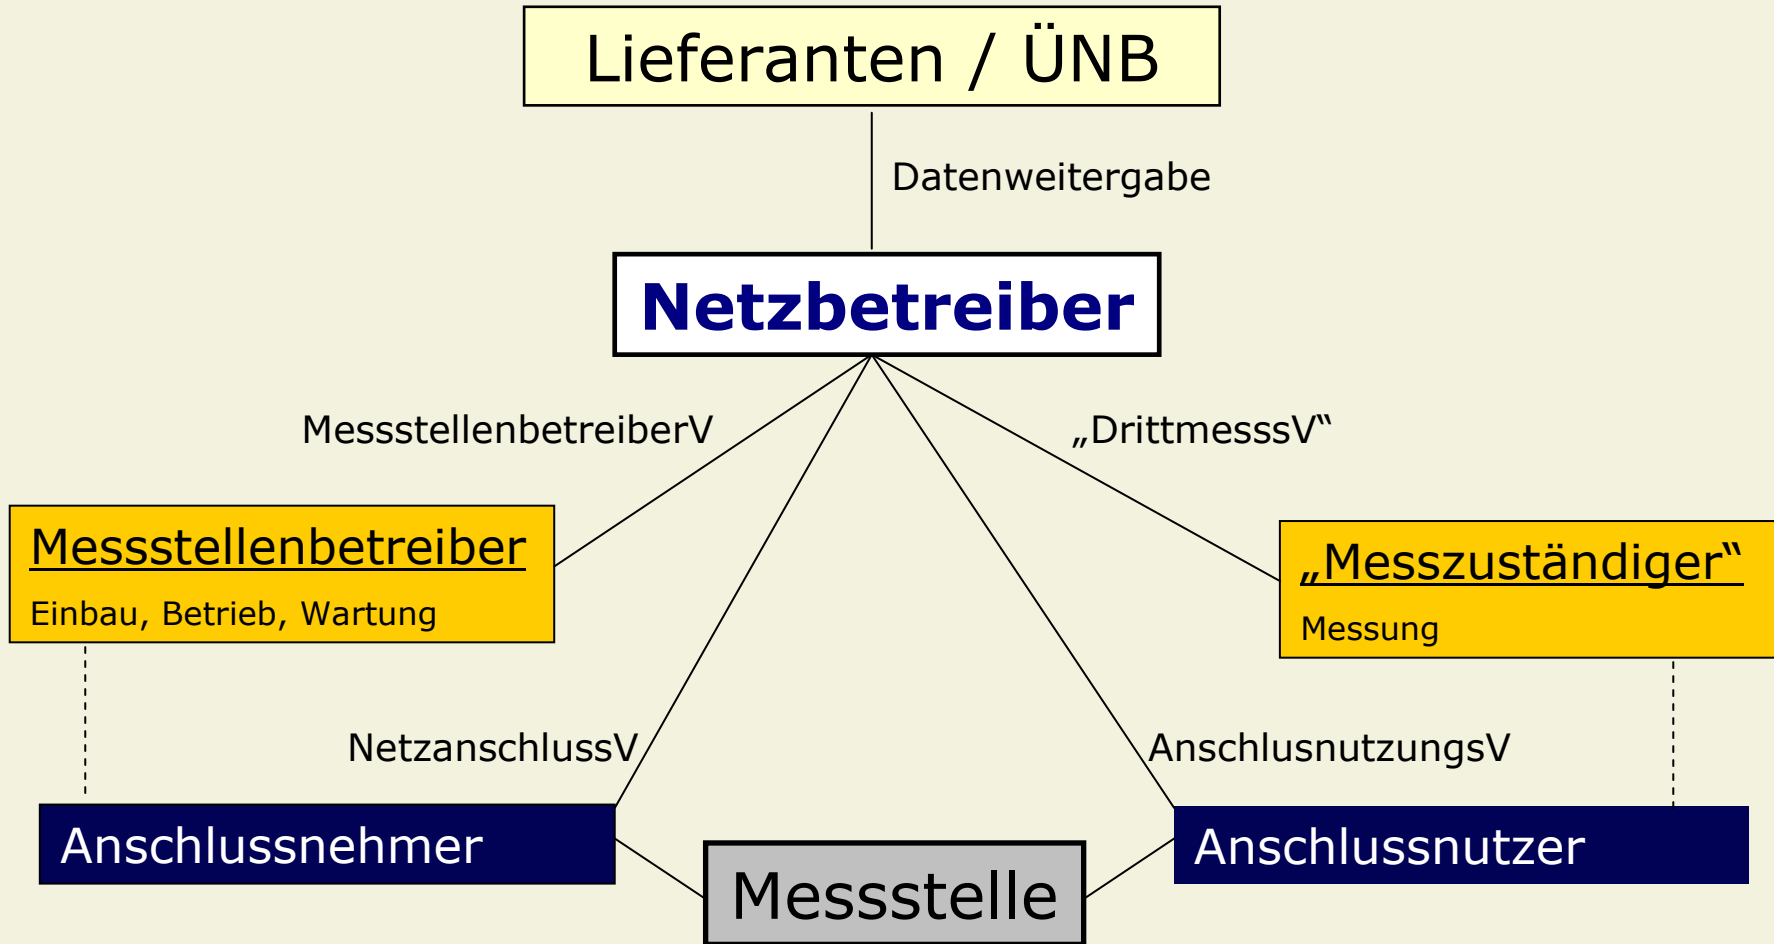 Lieferanten / ÜNB
Datenweitergabe
Netzbetreiber
MessstellenbetreiberV
„DrittmesssV“
Messstellenbetreiber
Einbau, Betrieb, Wartung
„Messzuständiger“
Messung
NetzanschlussV
AnschlusnutzungsV
Anschlussnehmer
Anschlussnutzer
Messstelle